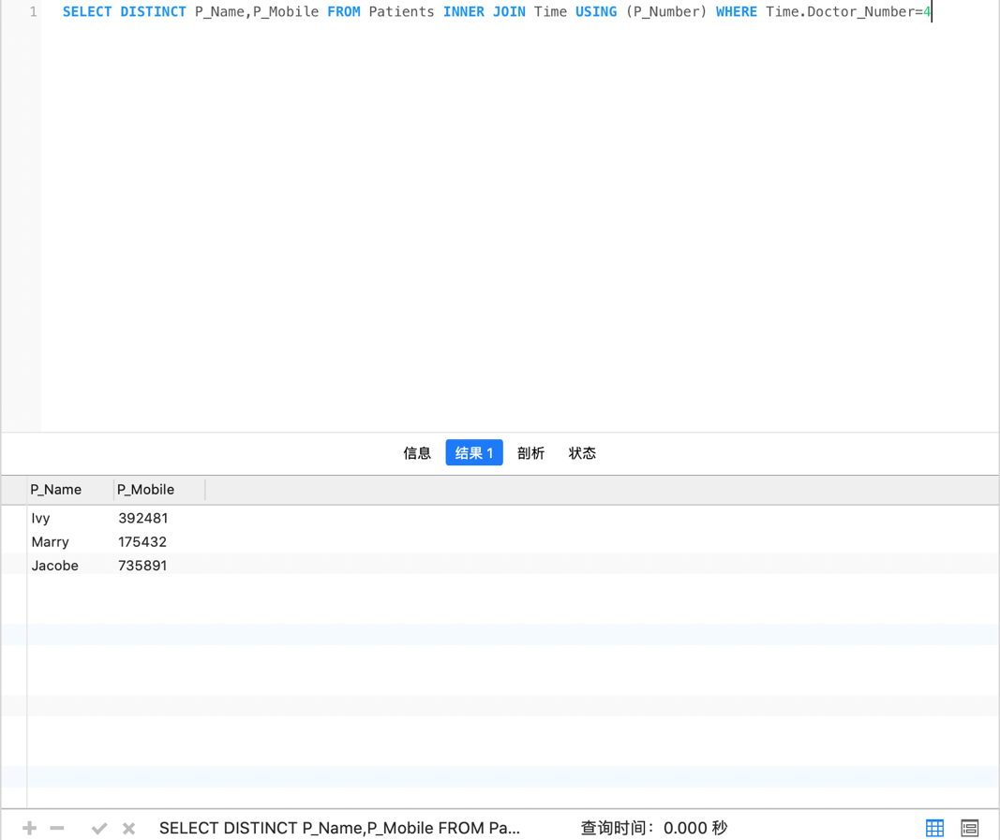 1 SELECT DISTINCT P_Name,P_Mobile FROM Patients INNER JOIN Time USING (P_Number) WHERE Time.Doctor_Number=4
信息 结果 1 剖析 状态
P_Name P_Mobile
Ivy 392481
Marry 175432
Jacobe 735891
SELECT DISTINCT P_Name,P_Mobile FROM Pa... 查询时间：0.000 秒